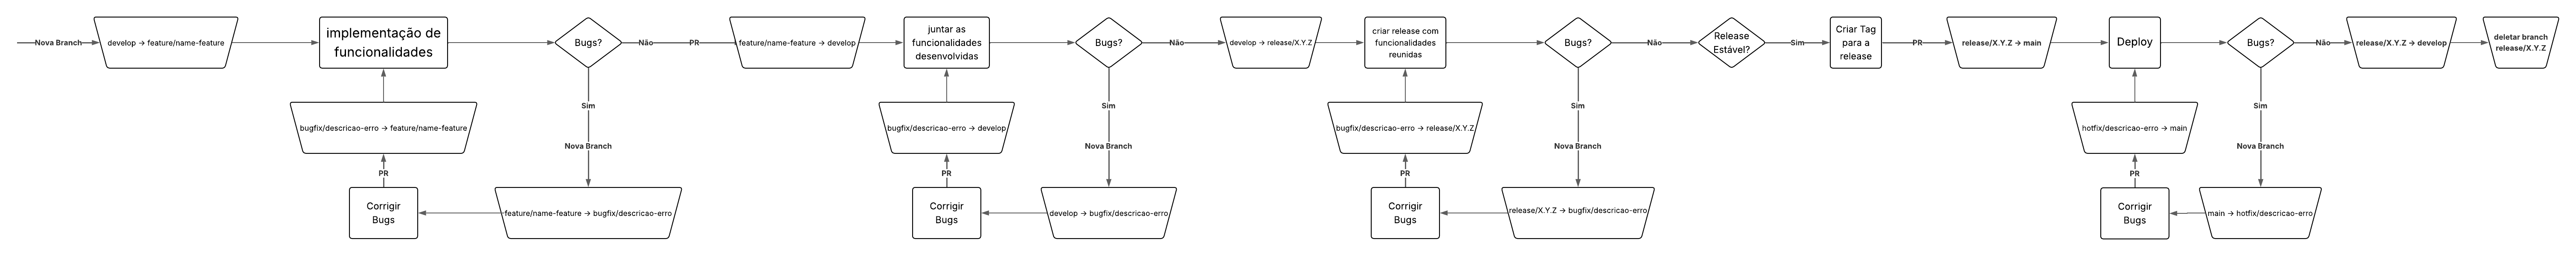 Nova Branch
develop → feature/name-feature
implementação de
funcionalidades
Bugs?
Não
PR
feature/name-feature → develop
juntar as
funcionalidades
desenvolvidas
Bugs?
Não
develop → release/X.Y.Z
criar release com
funcionalidades
reunidas
Bugs?
Não
Release
Estável?
Sim
Criar Tag
para a
release
PR
release/X.Y.Z → main
Deploy
Bugs?
Não
release/X.Y.Z → develop
deletar branch
release/X.Y.Z
Sim
Sim
Sim
Sim
bugfix/descricao-erro → feature/name-feature
bugfix/descricao-erro → develop
bugfix/descricao-erro → release/X.Y.Z
hotfix/descricao-erro → main
Nova Branch
Nova Branch
Nova Branch
Nova Branch
PR
PR
PR
PR
Corrigir
Bugs
feature/name-feature → bugfix/descricao-erro
Corrigir
Bugs
develop → bugfix/descricao-erro
Corrigir
Bugs
release/X.Y.Z → bugfix/descricao-erro
Corrigir
Bugs
main → hotfix/descricao-erro